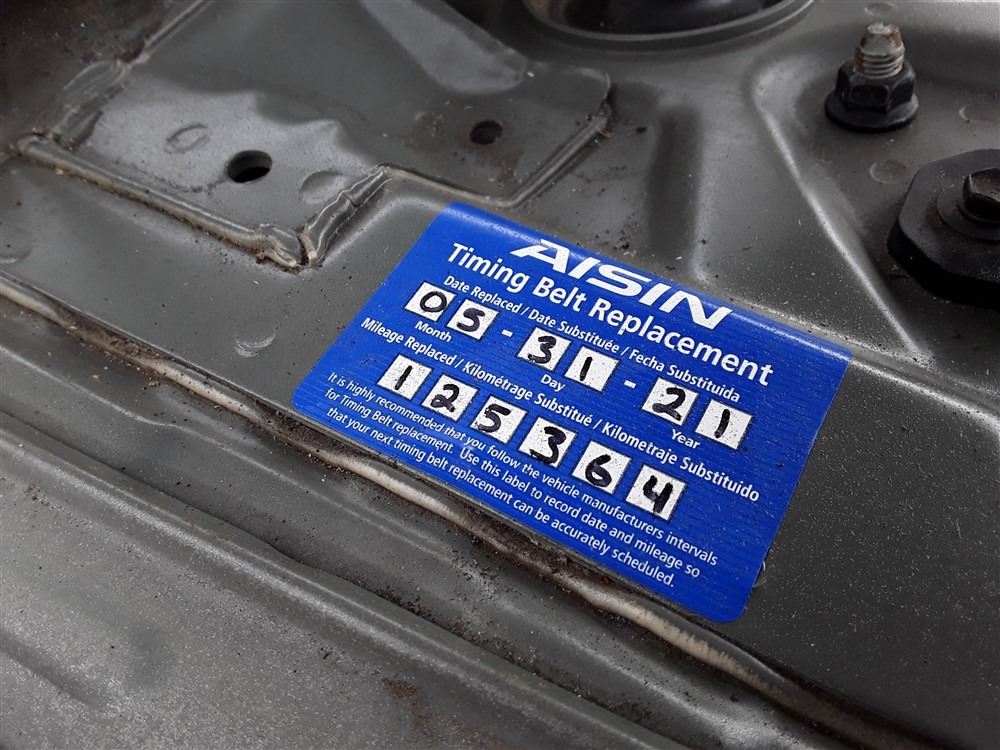 AISIN
Timing Belt Replacement
Date Replaced / Date Substituée / Fecha Substituida
05-31-21
Month Day Year
Mileage Replaced / Kilométrage Substitué / Kilometraje Substituido
125364
It is highly recommended that you follow the vehicle manufacturers intervals
for Timing Belt replacement. Use this label to record date and mileage so
that your next timing belt replacement can be accurately scheduled.